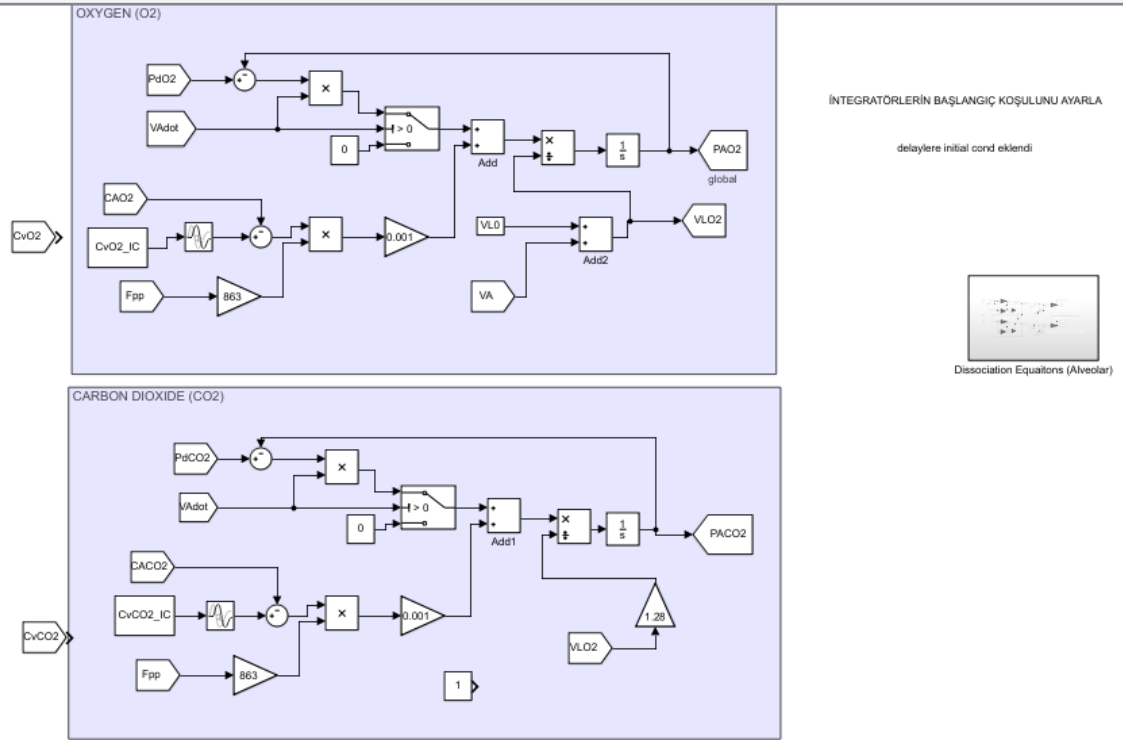 OXYGEN (O2)
PdO2
VAdot
0
> 0
Add
1
s
PAO2
global
CAO2
CvO2
CvO2_IC
0.001
VL0
Add2
VLO2
Fpp
863
VA
İNTEGRATÖRLERİN BAŞLANGIÇ KOŞULUNU AYARLA
delaylere initial cond eklendi
Dissociation Equaitons (Alveolar)
CARBON DIOXIDE (CO2)
PdCO2
VAdot
0
> 0
Add1
1
s
PACO2
CACO2
CvCO2
CvCO2_IC
0.001
1.28
VLO2
Fpp
863
1